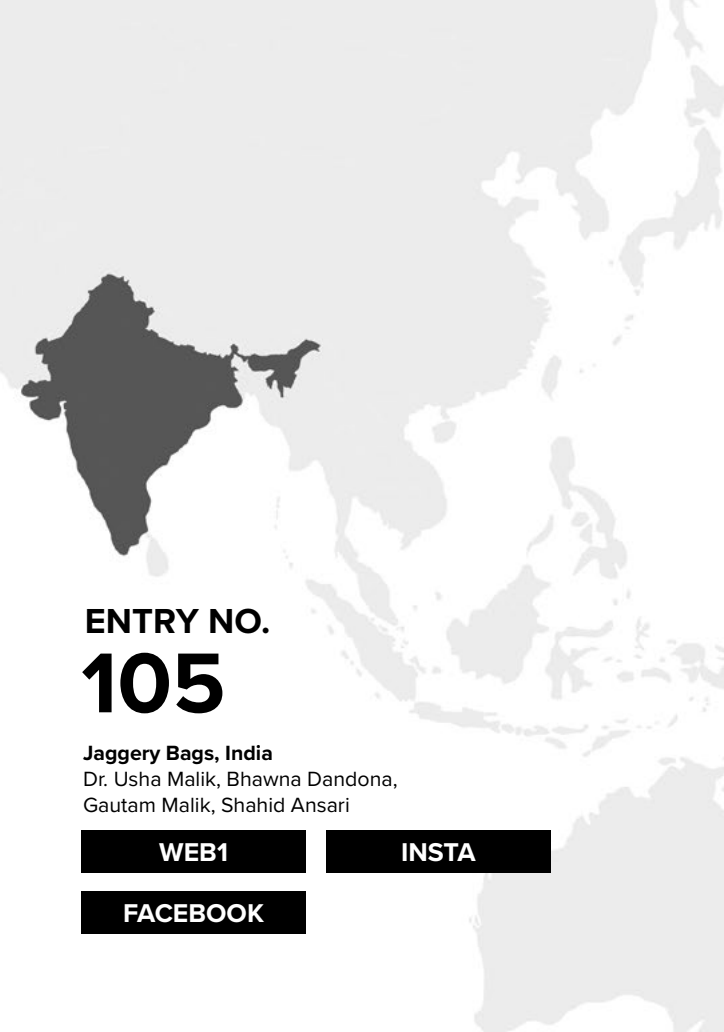 ENTRY NO.
105
Jaggery Bags, India
Dr. Usha Malik, Bhawna Dandona,
Gautam Malik, Shahid Ansari
WEB1
INSTA
FACEBOOK